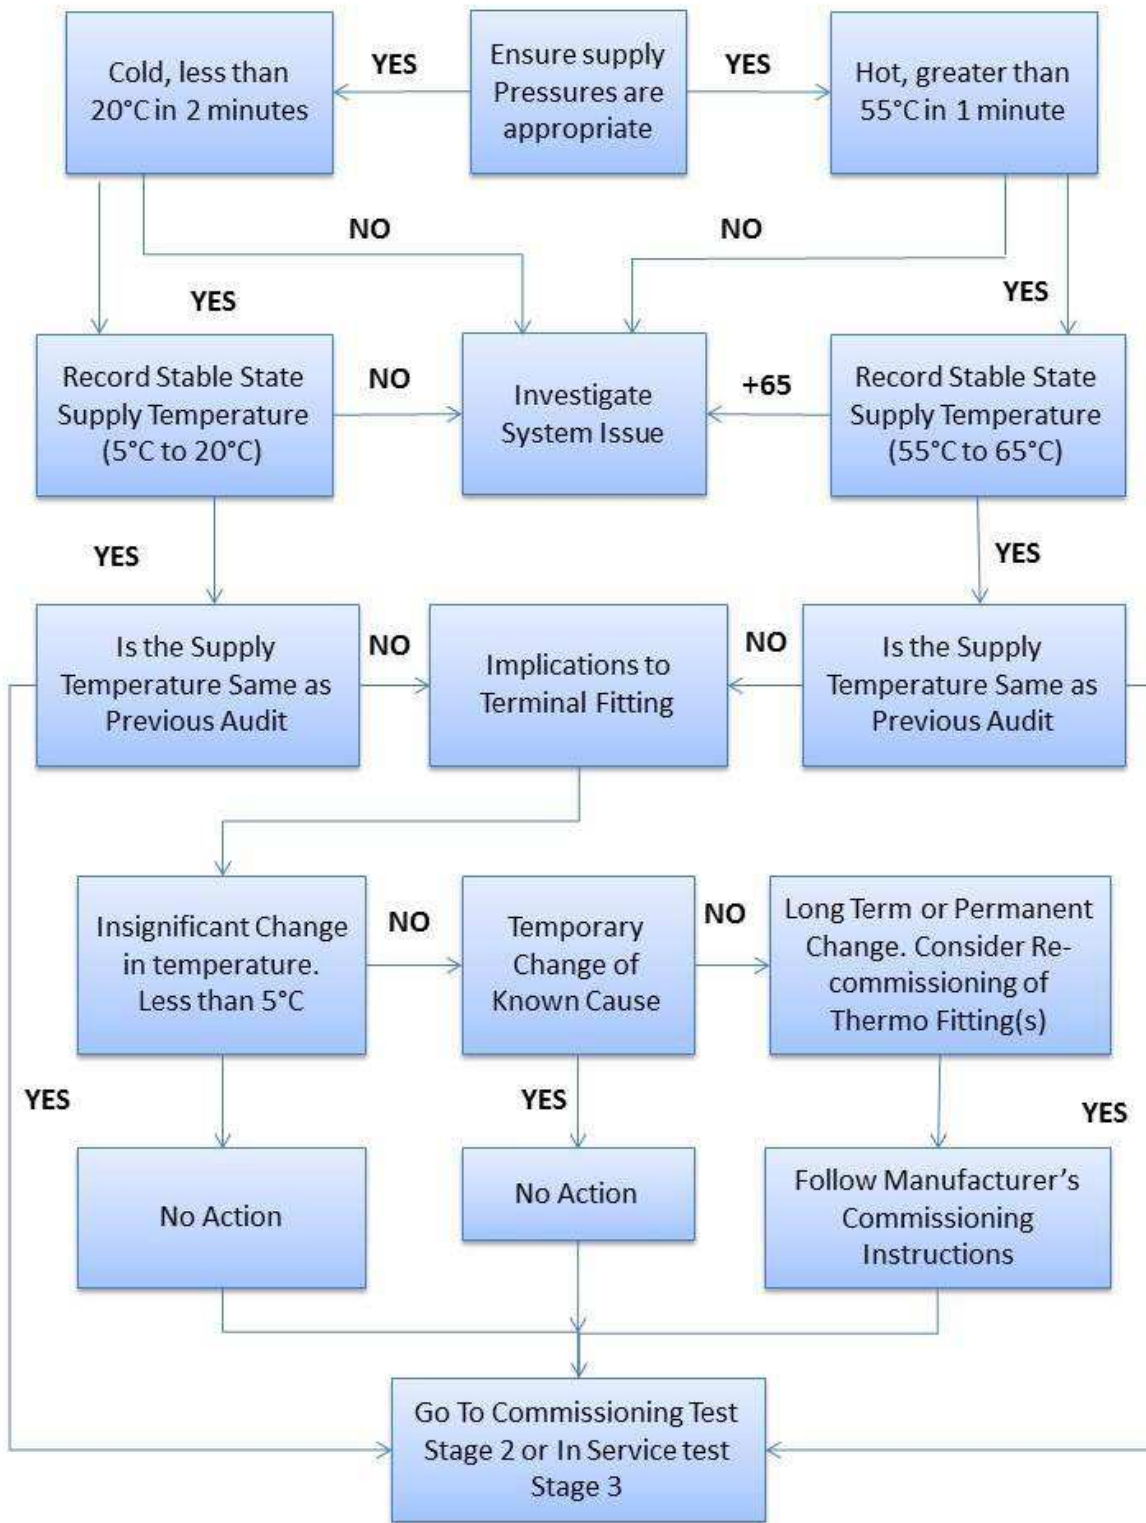 Cold, less than
20°C in 2 minutes
YES
Ensure supply
Pressures are
appropriate
YES
Hot, greater than
55°C in 1 minute
NO
NO
YES
YES
Record Stable State
Supply Temperature
(5°C to 20°C)
NO
Investigate
System Issue
+65
Record Stable State
Supply Temperature
(55°C to 65°C)
YES
YES
Is the Supply
Temperature Same as
Previous Audit
NO
Implications to
Terminal Fitting
NO
Is the Supply
Temperature Same as
Previous Audit
Insignificant Change
in temperature.
Less than 5°C
NO
Temporary
Change of
Known Cause
NO
Long Term or Permanent
Change. Consider Re-
commissioning of
Thermo Fitting(s)
YES
YES
YES
No Action
No Action
Follow Manufacturer’s
Commissioning
Instructions
Go To Commissioning Test
Stage 2 or In Service test
Stage 3